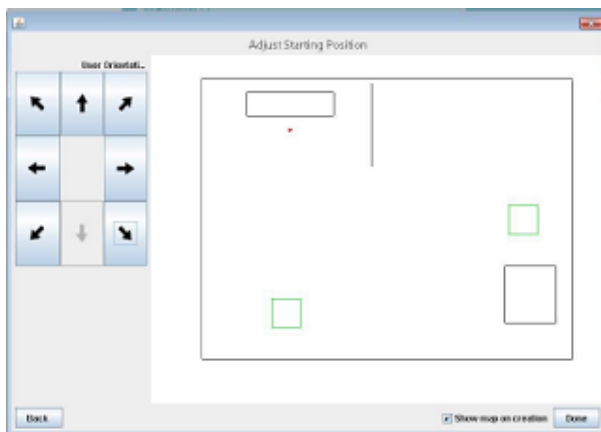 Adjust Starting Position
User Orientati...
Back
Show map on creation
Done